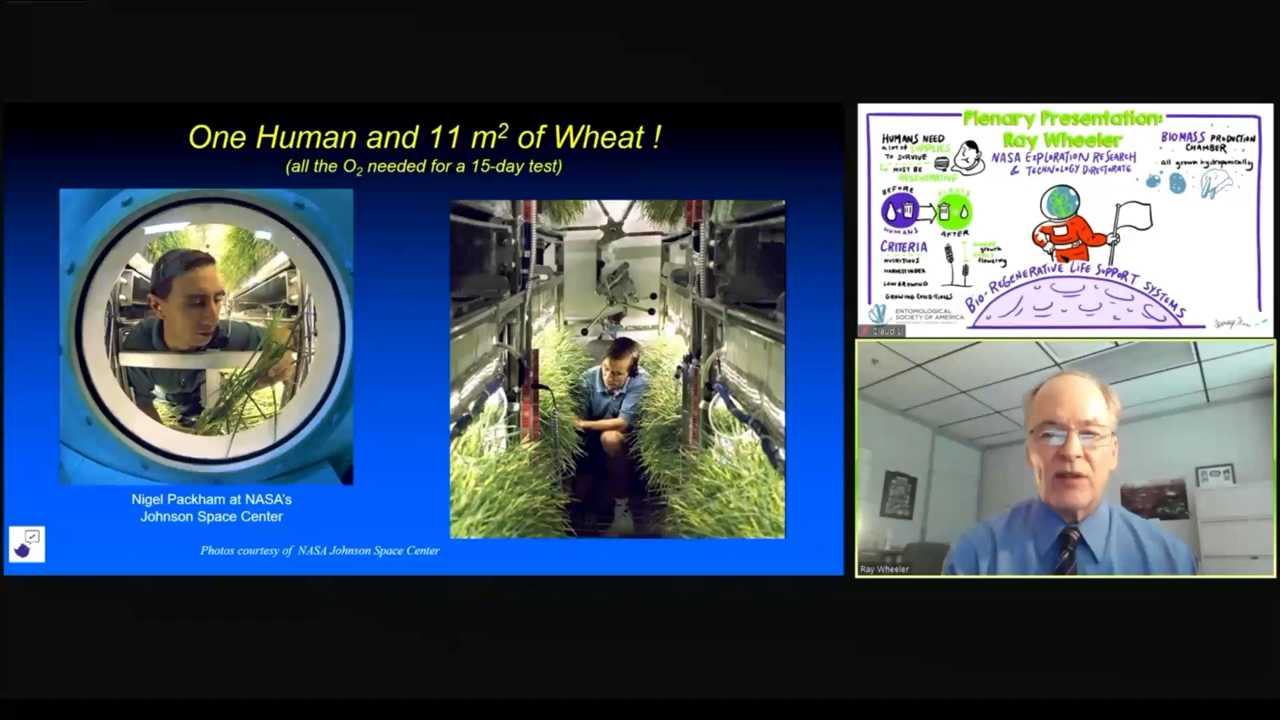 One Human and 11 m² of Wheat !
(all the O₂ needed for a 15-day test)
Nigel Packham at NASA's
Johnson Space Center
Photos courtesy of NASA Johnson Space Center
Plenary Presentation:
Ray Wheeler
NASA EXPLORATION RESEARCH
& TECHNOLOGY DIRECTORATE
HUMANS NEED
A LOT OF SUPPLIES
TO SURVIVE
MUST BE
REGENERATIVE
BEFORE
HUMANS
PLANTS
AFTER
CRITERIA
NUTRITIOUS
HARVEST INDEX
LOW GROWING
GROWING CONDITIONS
growth
flowering
BIOMASS PRODUCTION
CHAMBER
all grown hydroponically
BIO-REGENERATIVE LIFE SUPPORT SYSTEMS
ENTOMOLOGICAL
SOCIETY OF AMERICA
Ray Wheeler